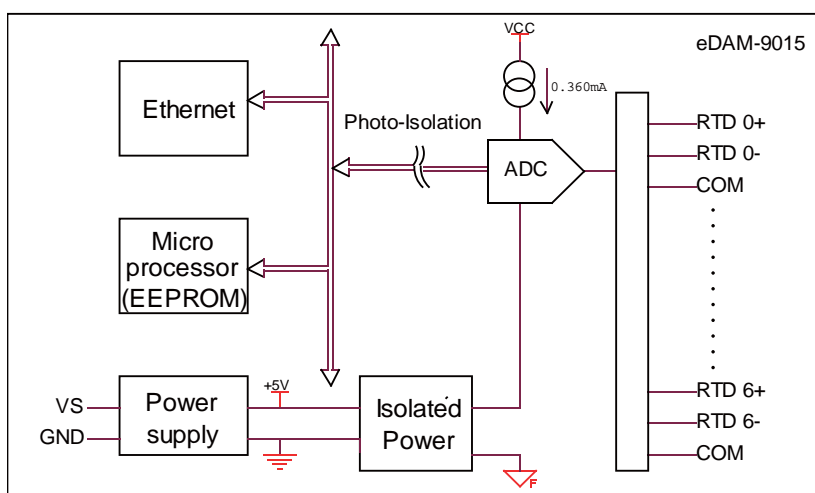 VCC
eDAM-9015
Ethernet
0.360mA
Photo-Isolation
RTD 0+
ADC
RTD 0-
COM
Micro
processor
(EEPROM)
+5V
RTD 6+
VS
Power
supply
Isolated
Power
RTD 6-
GND
COM
F